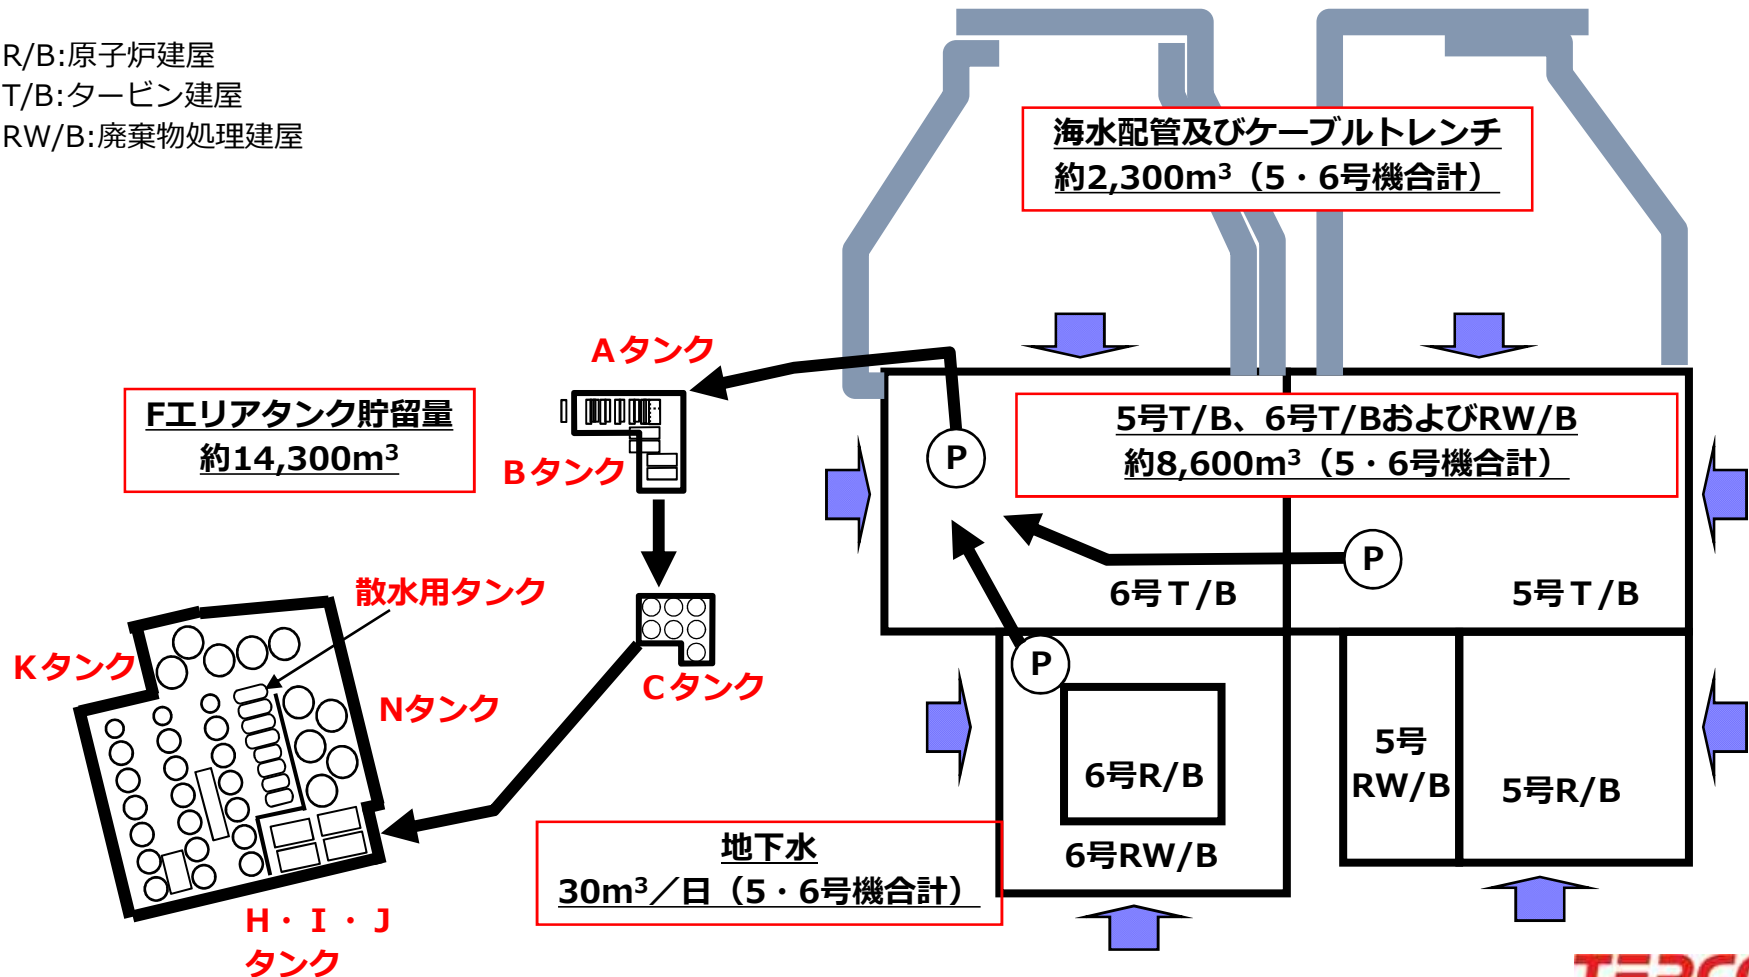 R/B:原子炉建屋
T/B:タービン建屋
RW/B:廃棄物処理建屋
海水配管及びケーブルトレンチ
約2,300m³（5・6号機合計）
Aタンク
Fエリアタンク貯留量
約14,300m³
Bタンク
P
5号T/B、6号T/BおよびRW/B
約8,600m³（5・6号機合計）
P
6号T/B
5号T/B
散水用タンク
Kタンク
Nタンク
Cタンク
P
6号R/B
6号RW/B
5号
RW/B
5号R/B
地下水
30m³／日（5・6号機合計）
H・I・J
タンク